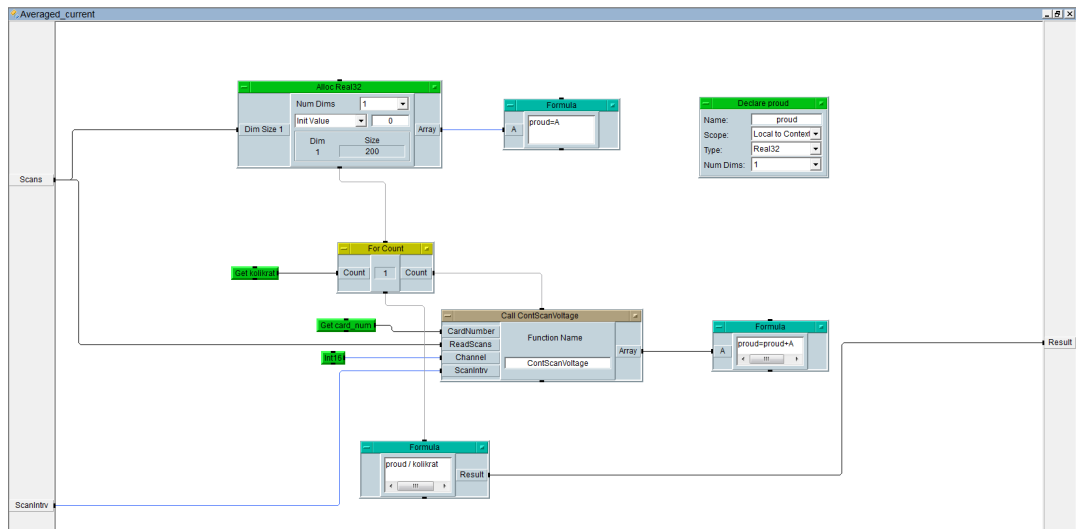 Averaged_current
Alloc Real32
Num Dims 1
Init Value 0
Dim Size 1
Array
Dim Size
1 200
Formula
A
proud=A
Declare proud
Name: proud
Scope: Local to Context
Type: Real32
Num Dims: 1
Scans
For Count
Get kolikrat
Count 1 Count
Call ContScanVoltage
Get card_num
CardNumber
ReadScans
Int16
Channel
ScanIntrv
Function Name
ContScanVoltage
Array
Formula
A
proud=proud+A
Result
Formula
proud / kolikrat
Result
ScanIntrv